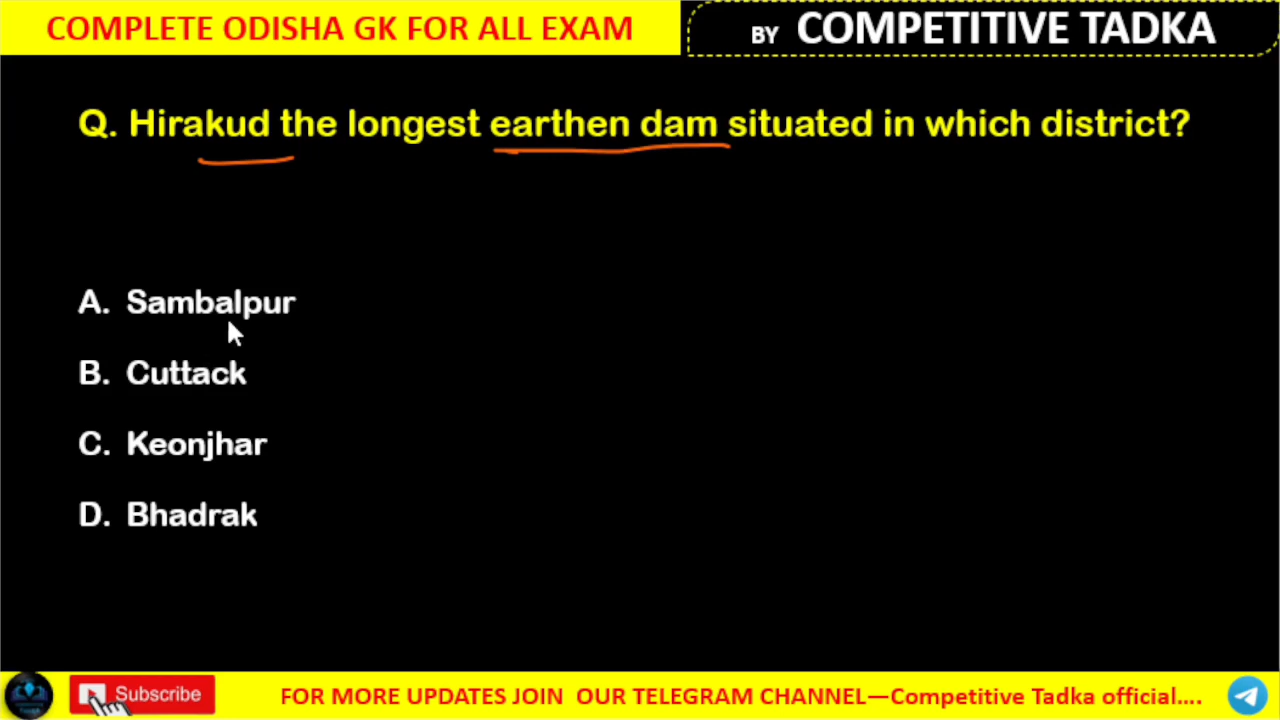 COMPLETE ODISHA GK FOR ALL EXAM
BY COMPETITIVE TADKA
Q. Hirakud the longest earthen dam situated in which district?
A. Sambalpur
B. Cuttack
C. Keonjhar
D. Bhadrak
Subscribe
FOR MORE UPDATES JOIN OUR TELEGRAM CHANNEL—Competitive Tadka official....